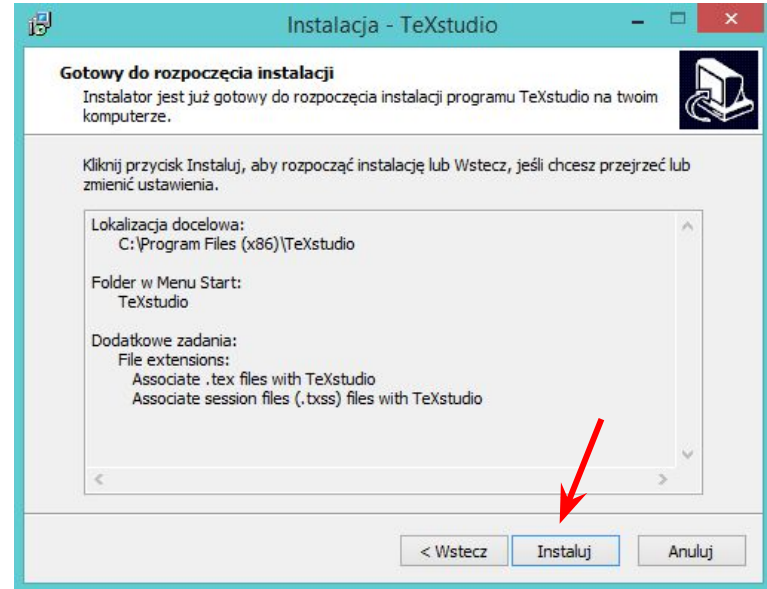 Instalacja - TeXstudio
Gotowy do rozpoczęcia instalacji
Instalator jest już gotowy do rozpoczęcia instalacji programu TeXstudio na twoim
komputerze.
Kliknij przycisk Instaluj, aby rozpocząć instalację lub Wstecz, jeśli chcesz przejrzeć lub
zmienić ustawienia.
Lokalizacja docelowa:
C:\Program Files (x86)\TeXstudio
Folder w Menu Start:
TeXstudio
Dodatkowe zadania:
File extensions:
Associate .tex files with TeXstudio
Associate session files (.txss) files with TeXstudio
< Wstecz Instaluj Anuluj